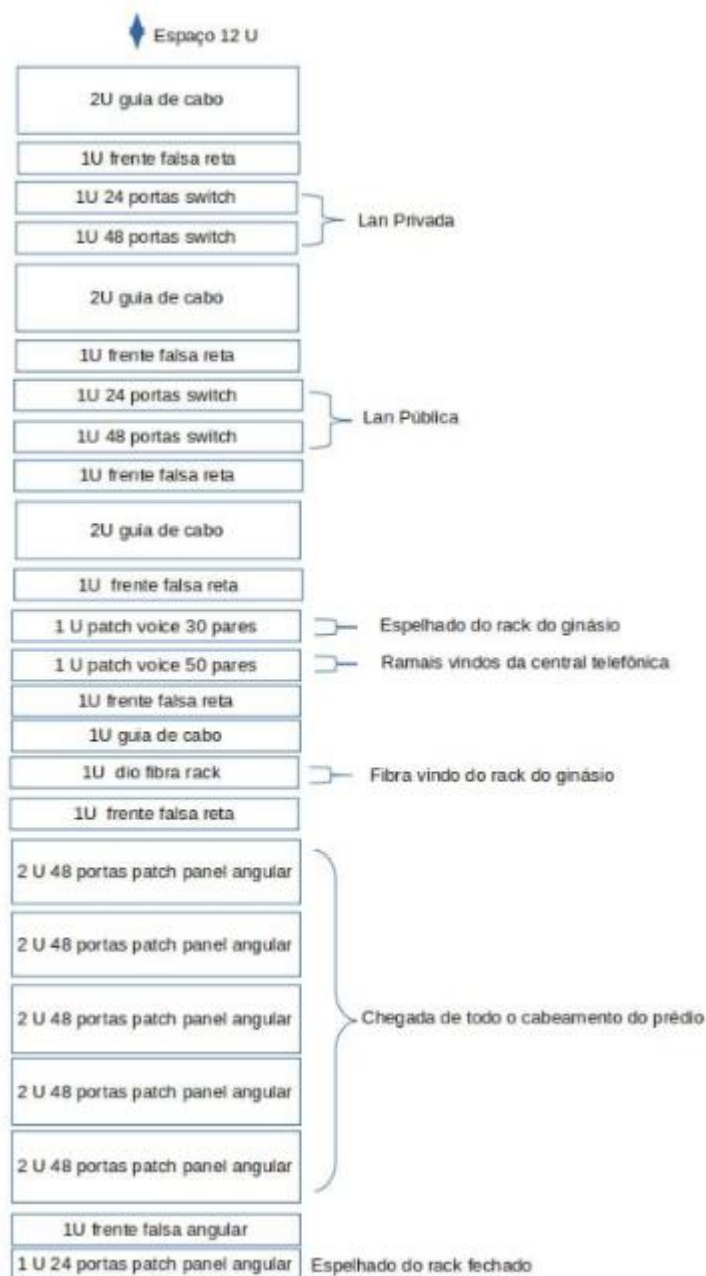 Espaço 12 U
2U guia de cabo
1U frente falsa reta
1U 24 portas switch
1U 48 portas switch
Lan Privada
2U guia de cabo
1U frente falsa reta
1U 24 portas switch
1U 48 portas switch
Lan Pública
1U frente falsa reta
2U guia de cabo
1U frente falsa reta
1 U patch voice 30 pares
Espelhado do rack do ginásio
1 U patch voice 50 pares
Ramais vindos da central telefônica
1U frente falsa reta
1U guia de cabo
1U dio fibra rack
Fibra vindo do rack do ginásio
1U frente falsa reta
2 U 48 portas patch panel angular
2 U 48 portas patch panel angular
2 U 48 portas patch panel angular
Chegada de todo o cabeamento do prédio
2 U 48 portas patch panel angular
2 U 48 portas patch panel angular
1U frente falsa angular
1 U 24 portas patch panel angular
Espelhado do rack fechado